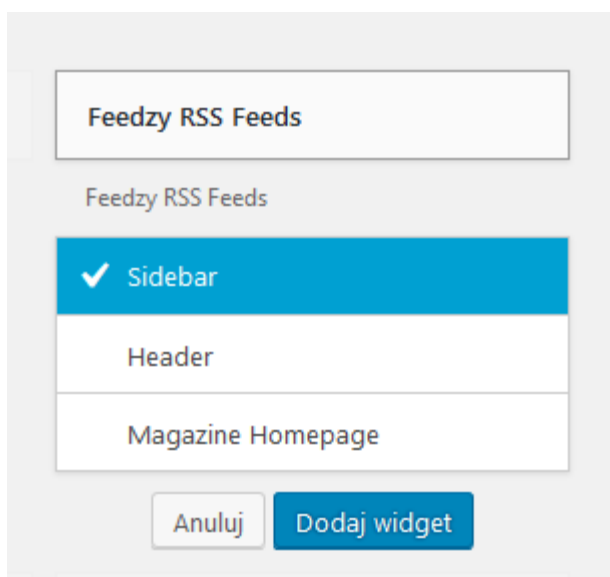 Feedzy RSS Feeds
Feedzy RSS Feeds
Sidebar
Header
Magazine Homepage
Anuluj Dodaj widget